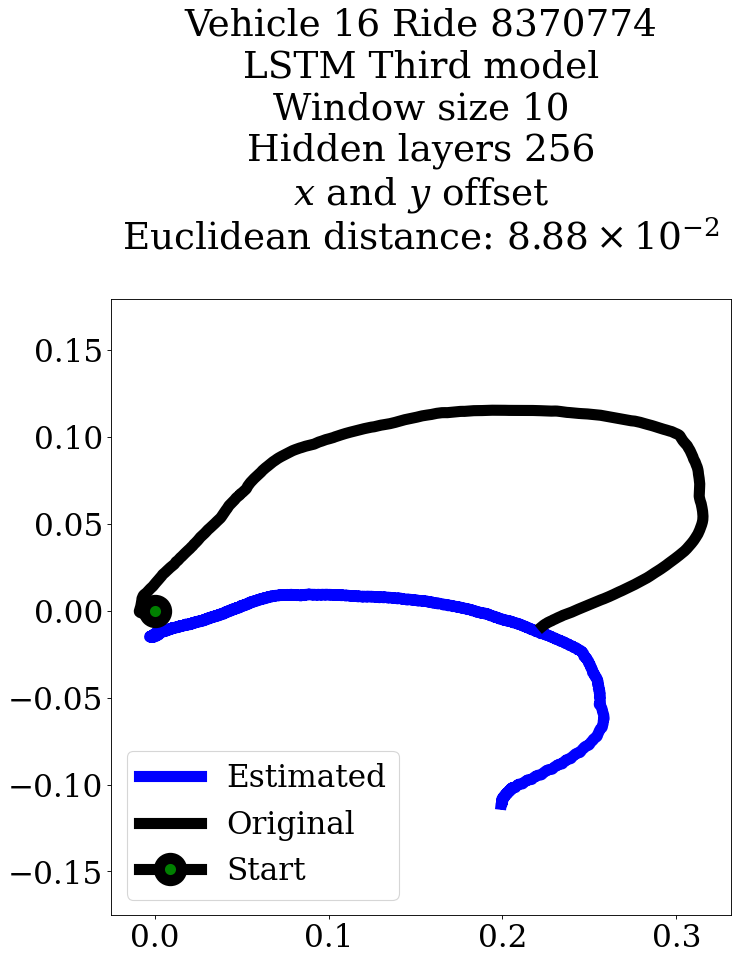 Vehicle 16 Ride 8370774
LSTM Third model
Window size 10
Hidden layers 256
x and y offset
Euclidean distance: 8.88 × 10⁻²
0.15
0.10
0.05
0.00
−0.05
−0.10
−0.15
Estimated
Original
Start
0.0 0.1 0.2 0.3